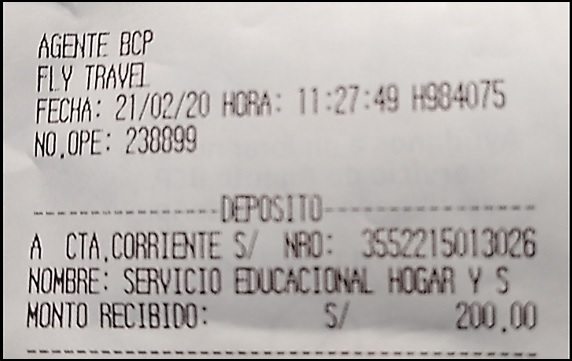 AGENTE BCP
FLY TRAVEL
FECHA: 21/02/20 HORA: 11:27:49 H984075
NO.OPE: 238899
--------------------DEPOSITO-----------------------
A CTA.CORRIENTE S/ NRO: 3552215013026
NOMBRE: SERVICIO EDUCACIONAL HOGAR Y S
MONTO RECIBIDO: S/ 200.00